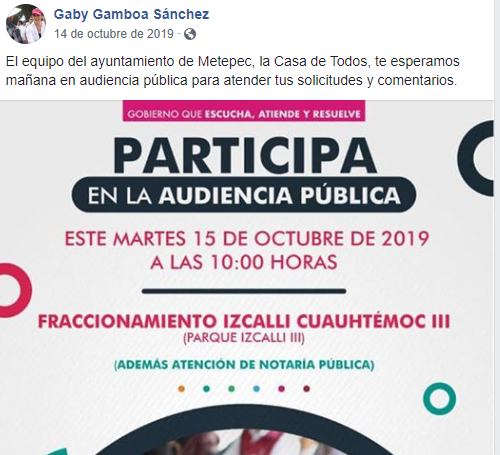 Gaby Gamboa Sánchez
14 de octubre de 2019 ·
El equipo del ayuntamiento de Metepec, la Casa de Todos, te esperamos
mañana en audiencia pública para atender tus solicitudes y comentarios.
GOBIERNO QUE ESCUCHA, ATIENDE Y RESUELVE
PARTICIPA
EN LA AUDIENCIA PÚBLICA
ESTE MARTES 15 DE OCTUBRE DE 2019
A LAS 10:00 HORAS
FRACCIONAMIENTO IZCALLI CUAUHTÉMOC III
(PARQUE IZCALLI III)
(ADEMÁS ATENCIÓN DE NOTARÍA PÚBLICA)